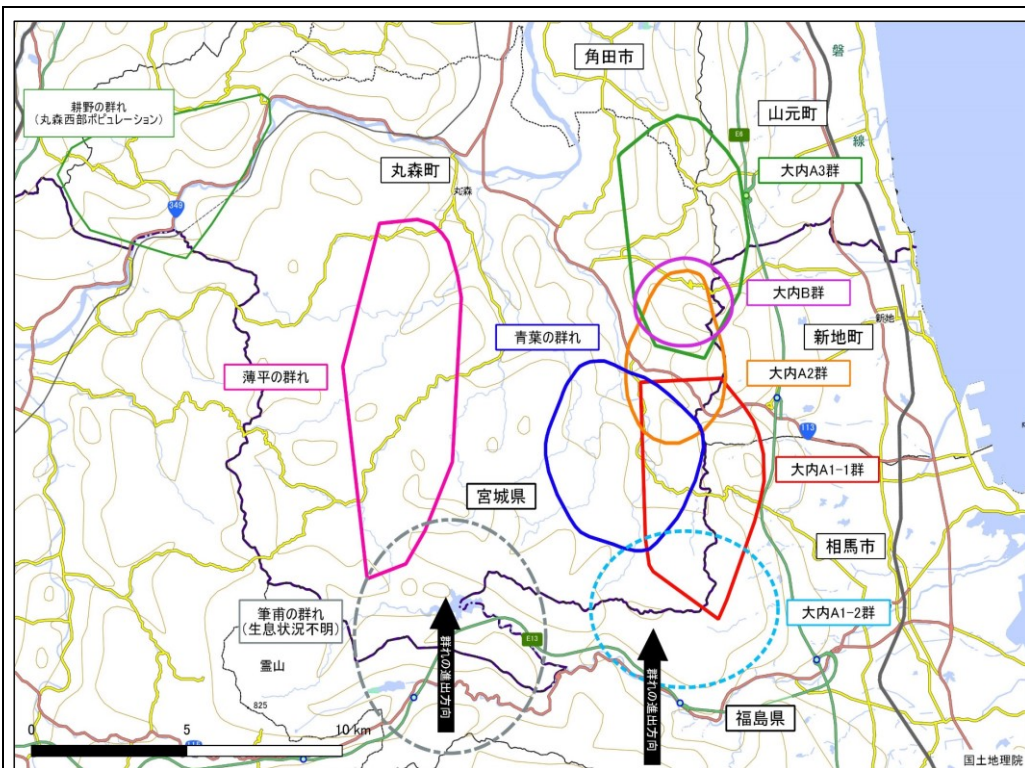 角田市
磐
山元町
E6
線
耕野の群れ
(丸森西部ポピュレーション)
丸森町
丸森
大内A3群
349
大内B群
青葉の群れ
新地町
新地
薄平の群れ
大内A2群
113
大内A1-1群
宮城県
相馬市
筆甫の群れ
(生息状況不明)
大内A1-2群
E13
霊山
群れの進出方向
群れの進出方向
825
福島県
0
5
10 km
国土地理院